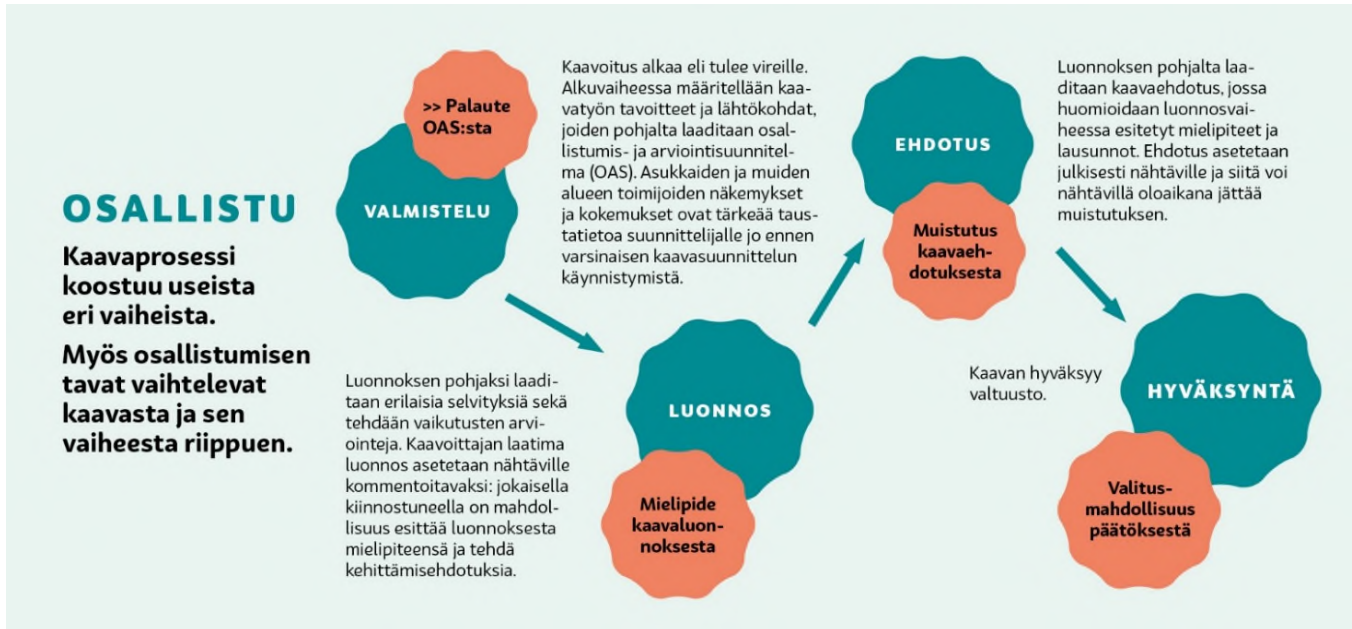 OSALLISTU
Kaavaprosessi
koostuu useista
eri vaiheista.
Myös osallistumisen
tavat vaihtelevat
kaavasta ja sen
vaiheesta riippuen.
>> Palaute
OAS:sta
VALMISTELU
Kaavoitus alkaa eli tulee vireille.
Alkuvaiheessa määritellään kaa-
vatyön tavoitteet ja lähtökohdat,
joiden pohjalta laaditaan osal-
listumis- ja arviointisuunnitel-
ma (OAS). Asukkaiden ja muiden
alueen toimijoiden näkemykset
ja kokemukset ovat tärkeää taus-
tatietoa suunnittelijalle jo ennen
varsinaisen kaavasuunnittelun
käynnistymistä.
Luonnoksen pohjaksi laadi-
taan erilaisia selvityksiä sekä
tehdään vaikutusten arvi-
ointeja. Kaavoittajan laatima
luonnos asetetaan nähtäville
kommentoitavaksi: jokaisella
kiinnostuneella on mahdol-
lisuus esittää luonnoksesta
mielipiteensä ja tehdä
kehittämisehdotuksia.
LUONNOS
Mielipide
kaavaluon-
noksesta
EHDOTUS
Muistutus
kaavaeh-
dotuksesta
Luonnoksen pohjalta laa-
ditaan kaavaehdotus, jossa
huomioidaan luonnosvai-
heessa esitetyt mielipiteet ja
lausunnot. Ehdotus asetetaan
julkisesti nähtäville ja siitä voi
nähtävillä oloaikana jättää
muistutuksen.
Kaavan hyväksyy
valtuusto.
HYVÄKSYNTÄ
Valitus-
mahdollisuus
päätöksestä